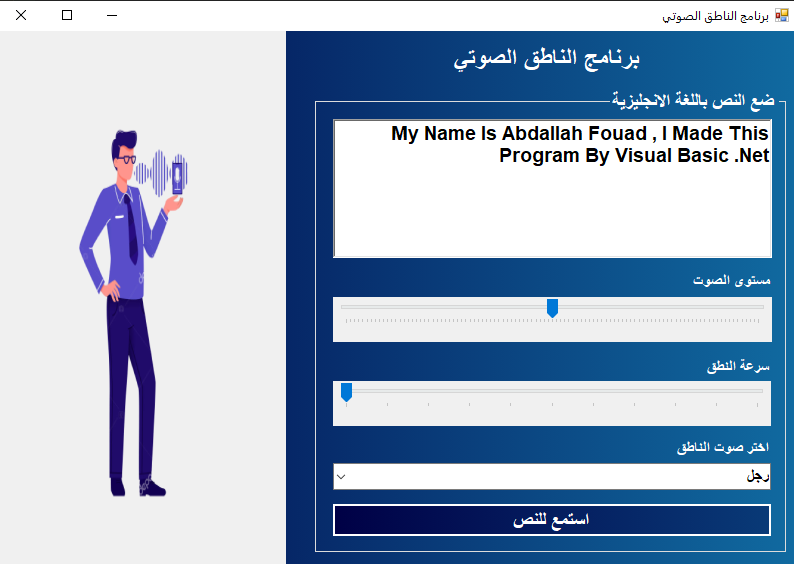 برنامج الناطق الصوتي
برنامج الناطق الصوتي
ضع النص باللغة الانجليزية
My Name Is Abdallah Fouad , I Made This
Program By Visual Basic .Net
مستوى الصوت
سرعة النطق
اختر صوت الناطق
رجل
استمع للنص